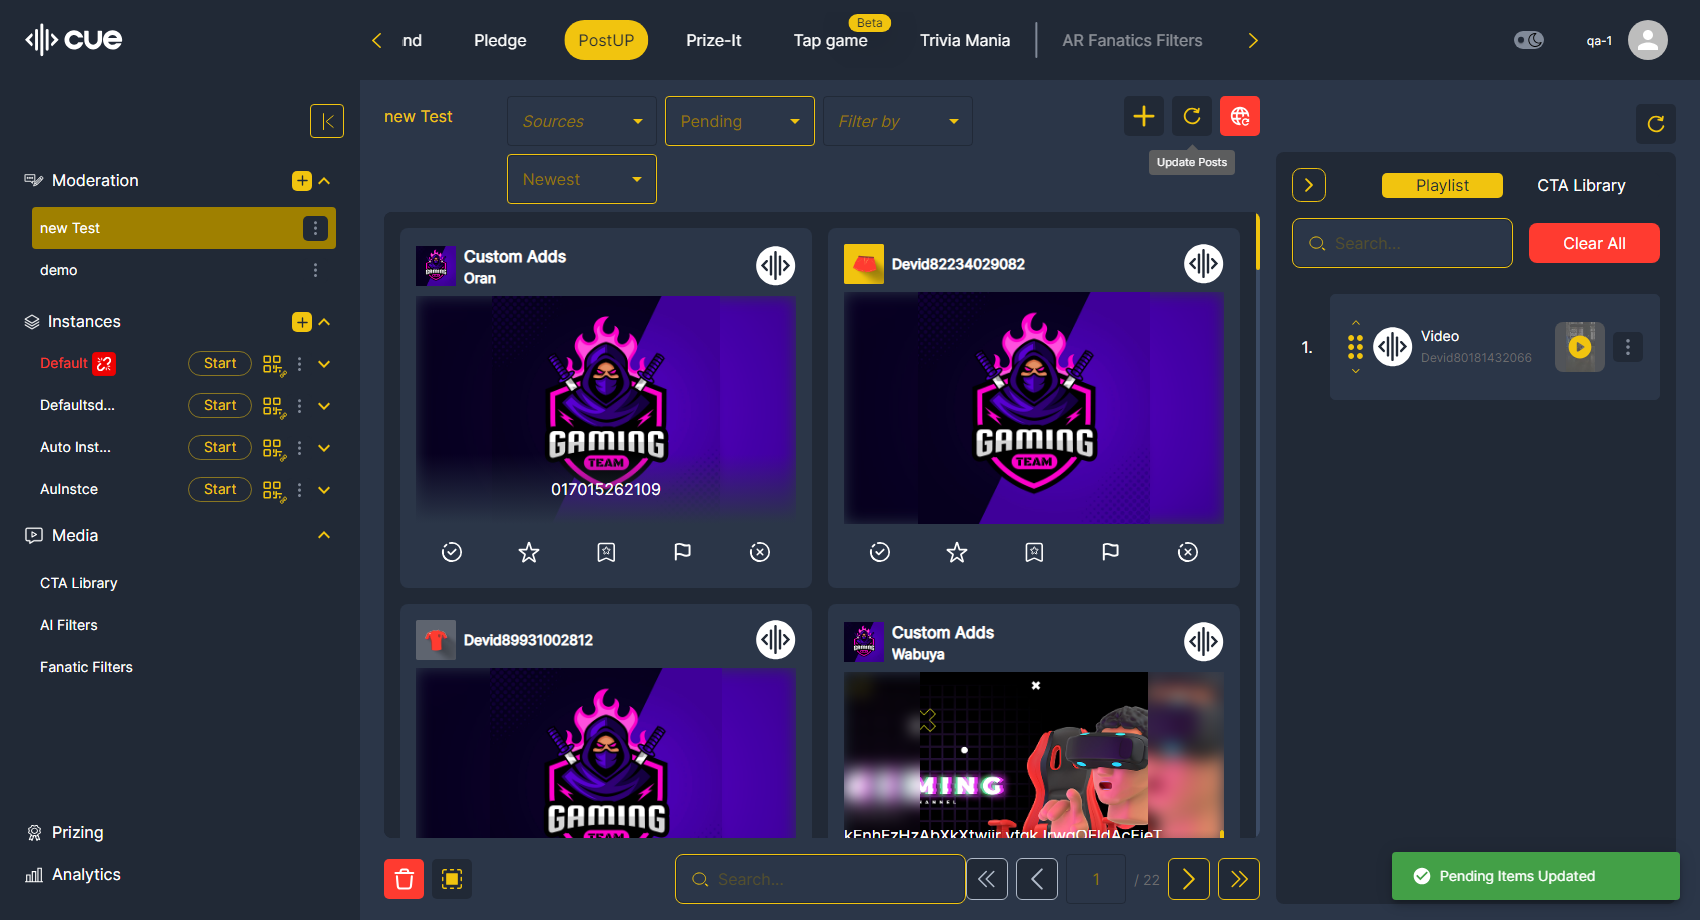 cue
nd
Pledge
PostUP
Prize-It
Beta
Tap game
Trivia Mania
AR Fanatics Filters
qa-1
new Test
Sources
Pending
Filter by
Newest
Update Posts
Moderation
new Test
demo
Instances
Default
Start
Defaultsd...
Start
Auto Inst...
Start
AuInstce
Start
Media
CTA Library
AI Filters
Fanatic Filters
Prizing
Analytics
Custom Adds
Oran
GAMING
TEAM
017015262109
Devid82234029082
GAMING
TEAM
Devid89931002812
GAMING
TEAM
Custom Adds
Wabuya
MING
Search...
1
/ 22
Playlist
CTA Library
Search...
Clear All
1.
Video
Devid80181432066
Pending Items Updated